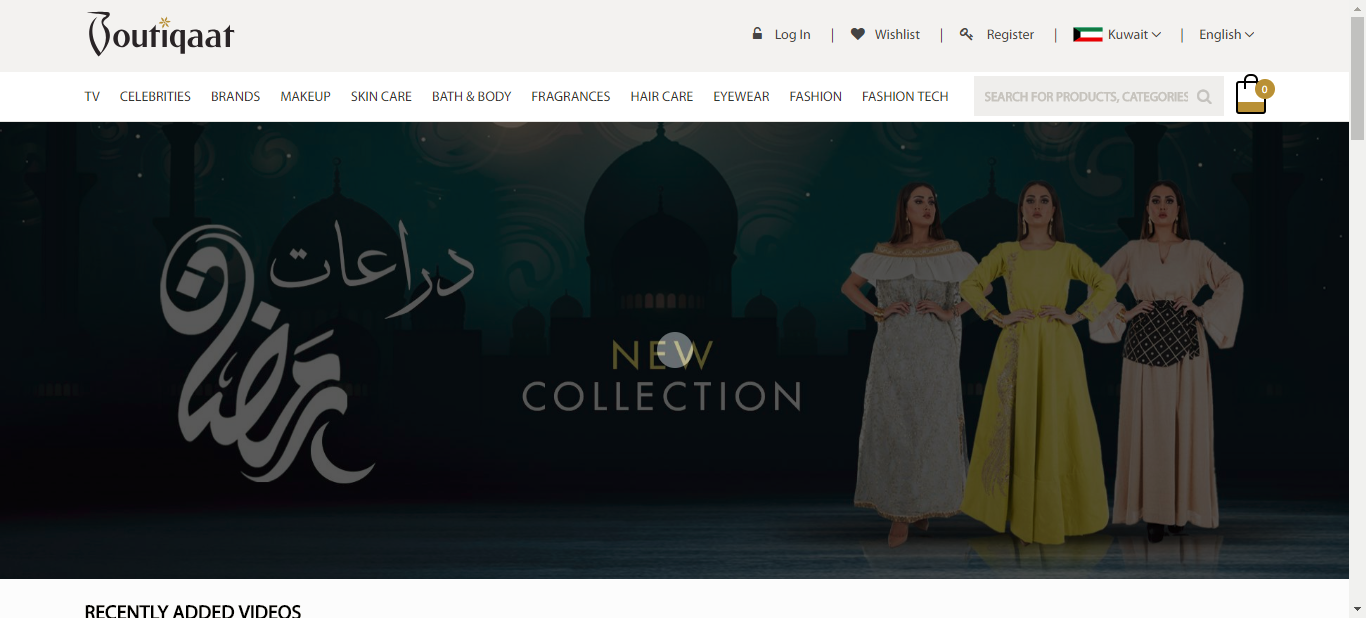 Boutiqaat
Log In | Wishlist | Register | Kuwait | English
TV CELEBRITIES BRANDS MAKEUP SKIN CARE BATH & BODY FRAGRANCES HAIR CARE EYEWEAR FASHION FASHION TECH SEARCH FOR PRODUCTS, CATEGORIES 0
دراعات
رمضان
NEW
COLLECTION
RECENTLY ADDED VIDEOS